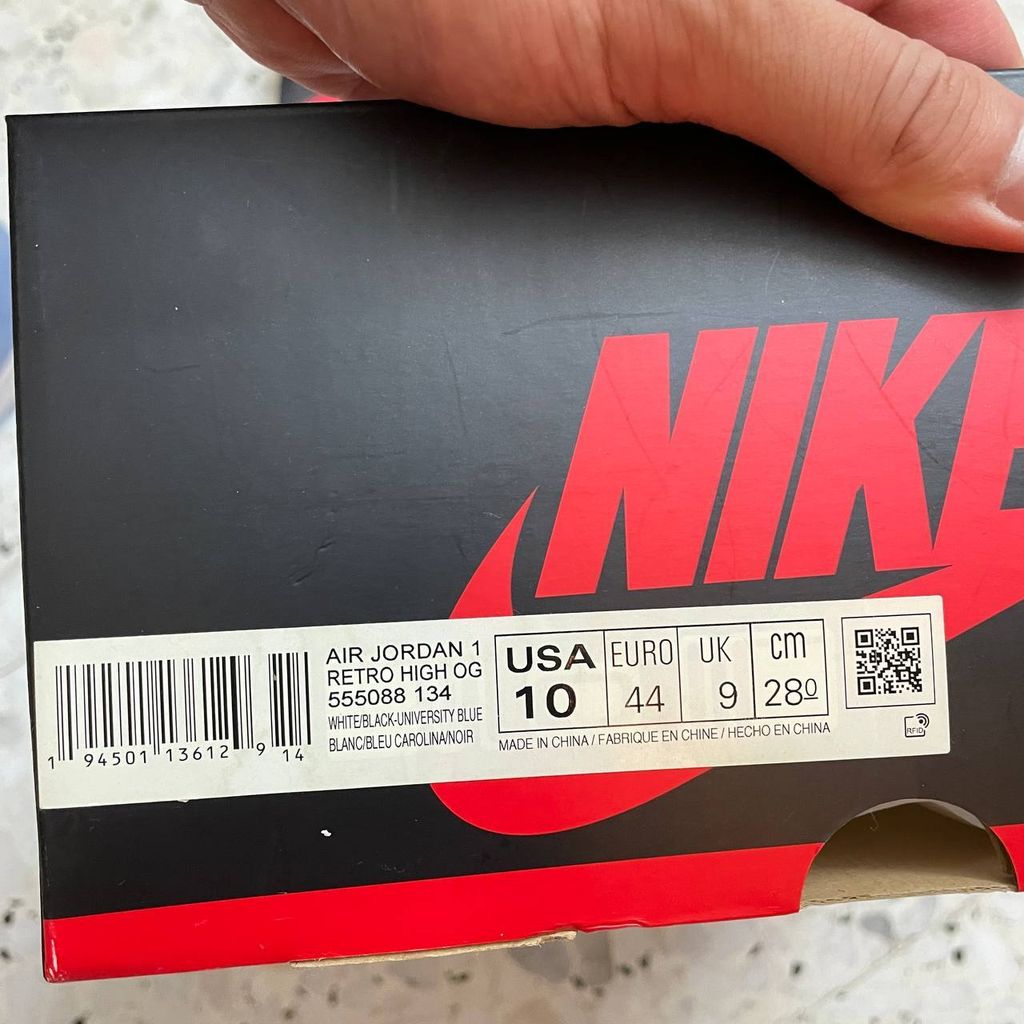 NIKE
AIR JORDAN 1
RETRO HIGH OG
555088 134
WHITE/BLACK-UNIVERSITY BLUE
BLANC/BLEU CAROLINA/NOIR
1 94501 13612 9 14
USA EURO UK cm
10 44 9 280
MADE IN CHINA / FABRIQUE EN CHINE / HECHO EN CHINA
RFID